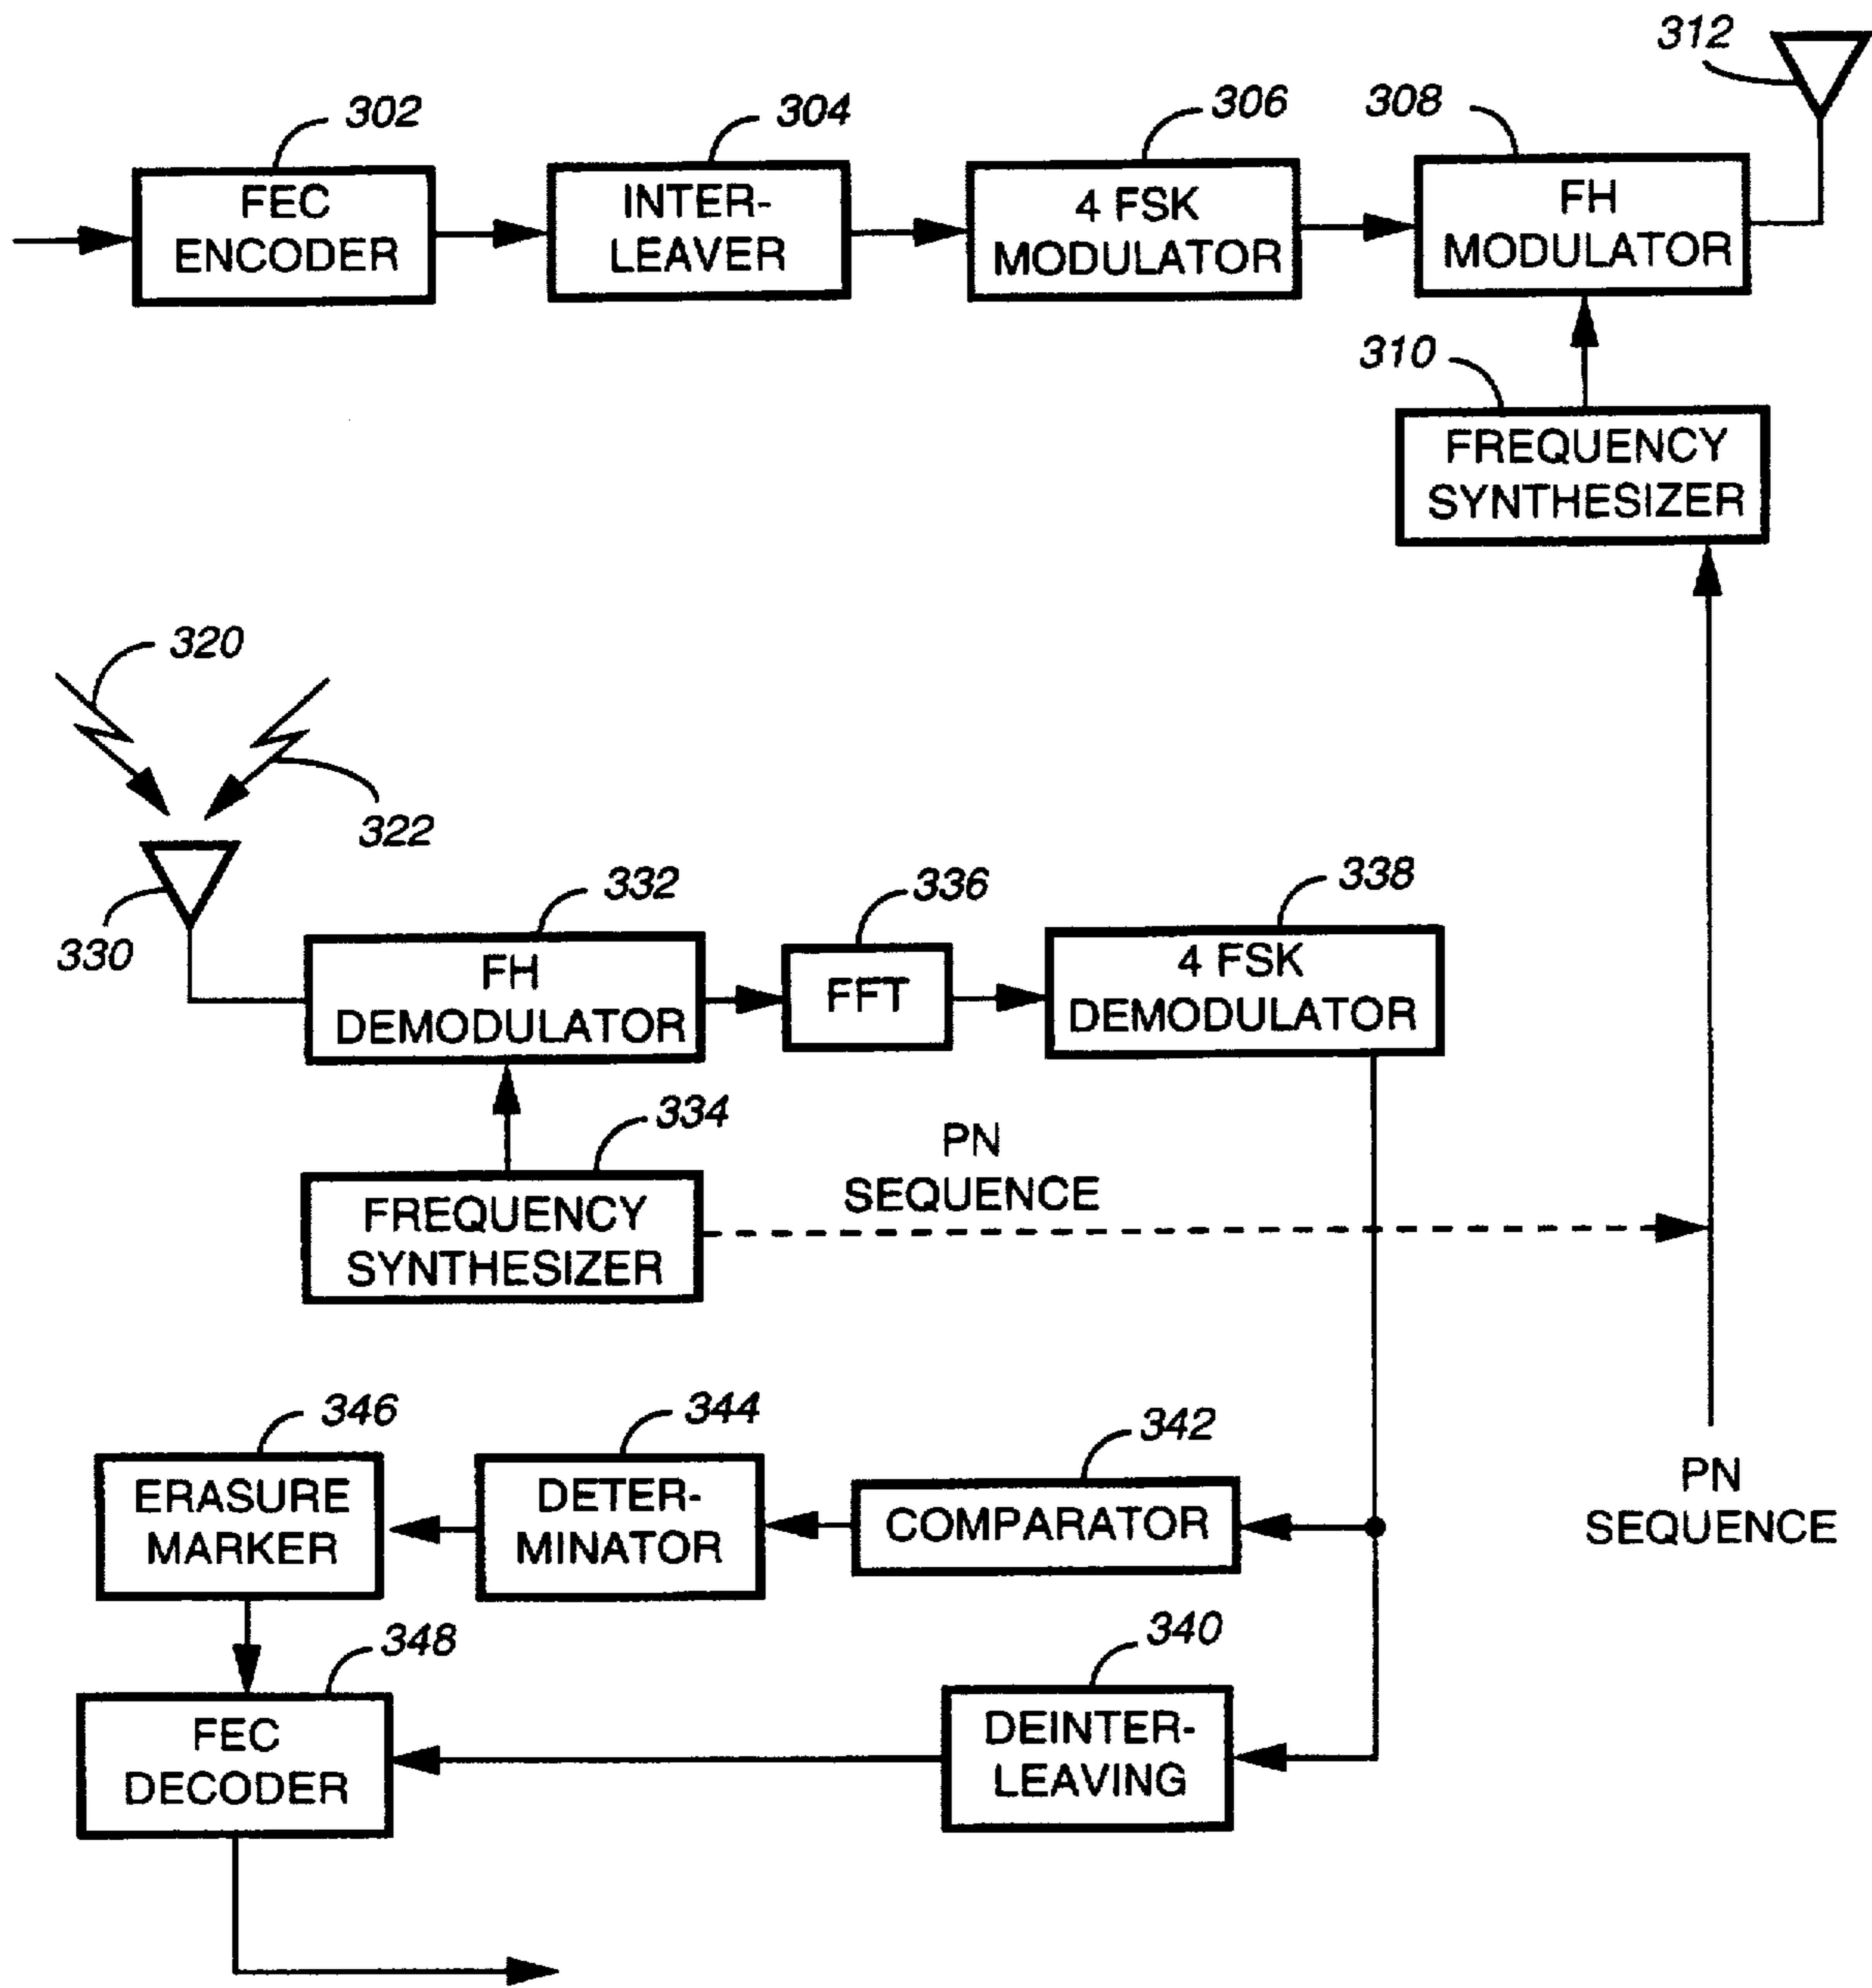 312
302
304
306
308
FEC
ENCODER
INTER-
LEAVER
4 FSK
MODULATOR
FH
MODULATOR
310
FREQUENCY
SYNTHESIZER
320
322
330
332
336
338
FH
DEMODULATOR
FFT
4 FSK
DEMODULATOR
334
FREQUENCY
SYNTHESIZER
PN
SEQUENCE
346
344
342
ERASURE
MARKER
DETER-
MINATOR
COMPARATOR
PN
SEQUENCE
348
340
FEC
DECODER
DEINTER-
LEAVING